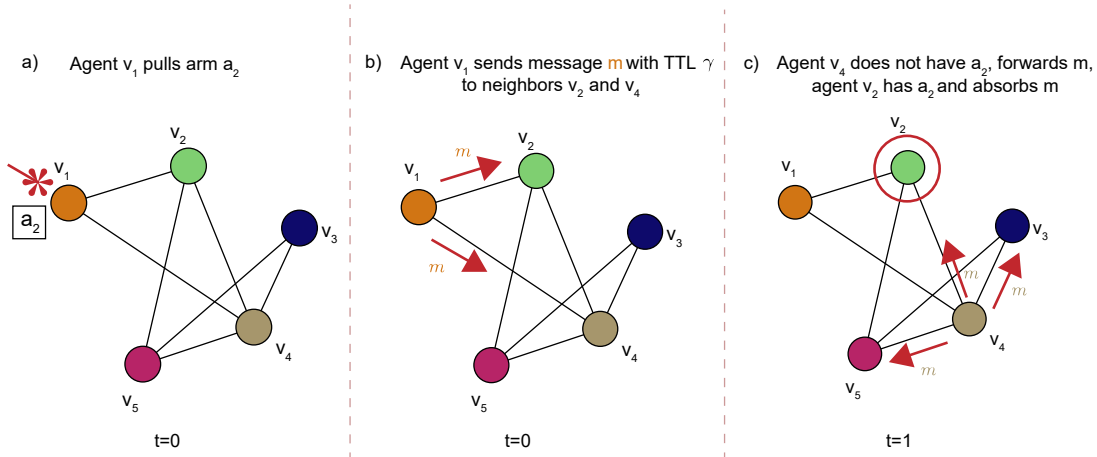 a) Agent v₁ pulls arm a₂
v₂
v₁
a₂
v₃
v₄
v₅
t=0
b) Agent v₁ sends message m with TTL γ
to neighbors v₂ and v₄
m
v₂
v₁
v₃
m
v₄
v₅
t=0
c) Agent v₄ does not have a₂, forwards m,
agent v₂ has a₂ and absorbs m
v₂
v₁
v₃
m
m
v₄
m
v₅
t=1